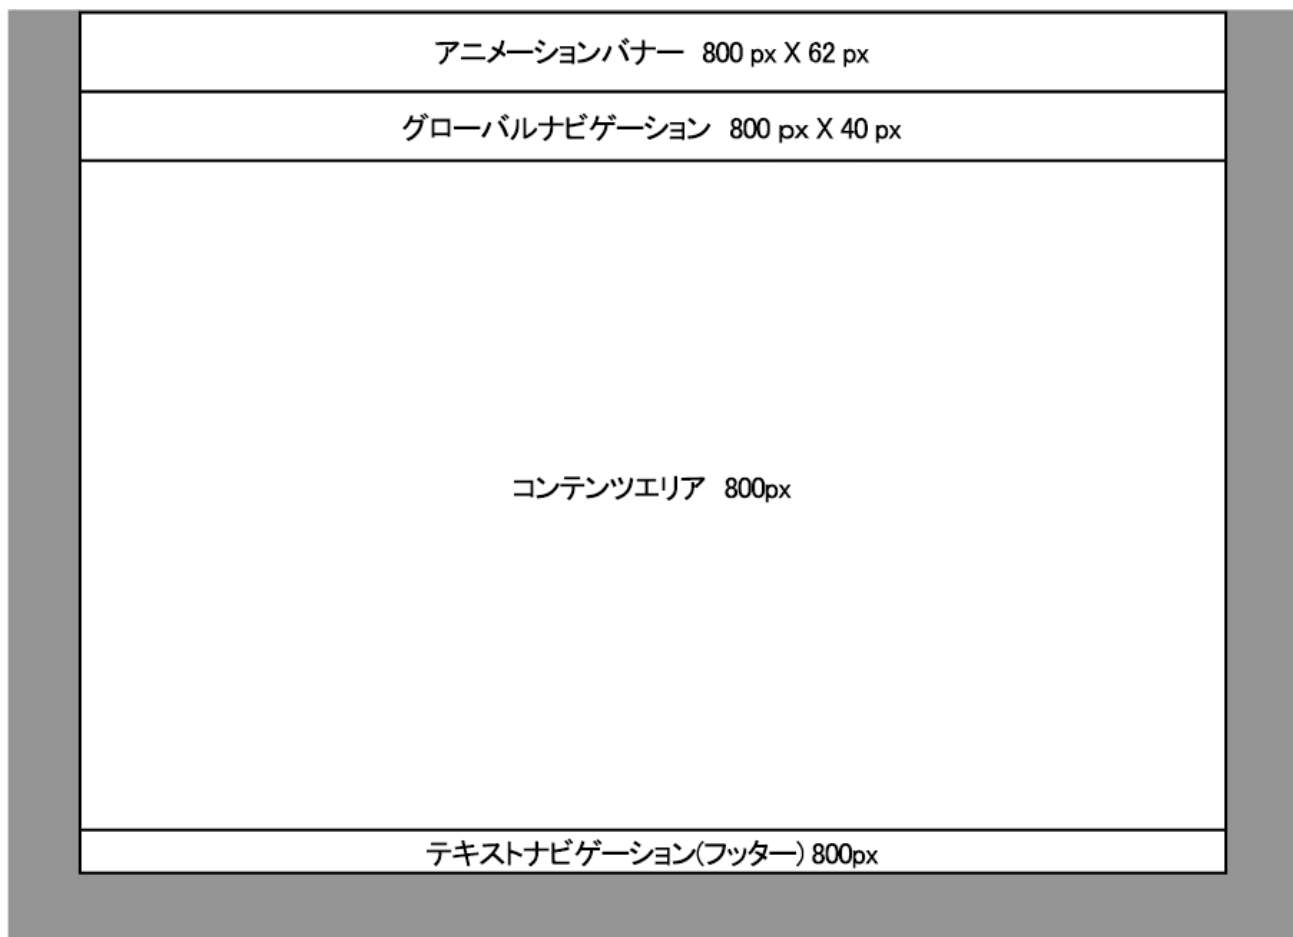 アニメーションバナー 800 px X 62 px
グローバルナビゲーション 800 px X 40 px
コンテンツエリア 800px
テキストナビゲーション(フッター) 800px